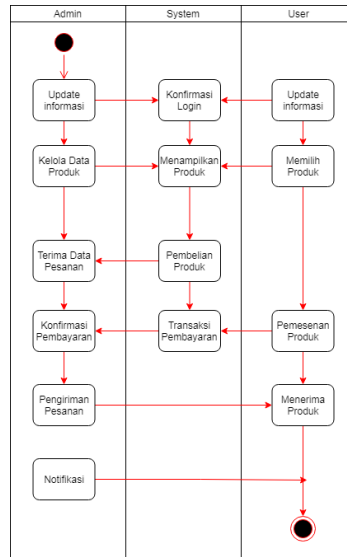 Admin
System
User
Update
informasi
Konfirmasi
Login
Update
informasi
Kelola Data
Produk
Menampilkan
Produk
Memilih
Produk
Terima Data
Pesanan
Pembelian
Produk
Konfirmasi
Pembayaran
Transaksi
Pembayaran
Pemesenan
Produk
Pengiriman
Pesanan
Menerima
Produk
Notifikasi